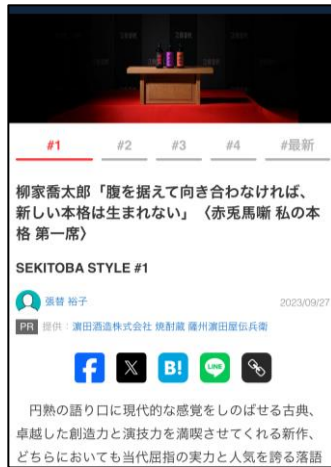 #1 #2 #3 #4 #最新
柳家喬太郎「腹を据えて向き合わなければ、
新しい本格は生まれない」〈赤兎馬噺 私の本
格 第一席〉
SEKITOBA STYLE #1
張替 裕子 2023/09/27
PR 提供：濵田酒造株式会社 焼酎蔵 薩州濵田屋伝兵衛
B!
LINE
円熟の語り口に現代的な感覚をしのばせる古典、
卓越した創造力と演技力を満喫させてくれる新作、
どちらにおいても当代屈指の実力と人気を誇る落語